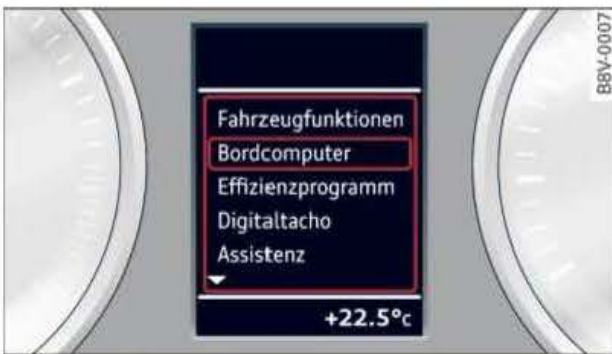 Fahrzeugfunktionen
Bordcomputer
Effizienzprogramm
Digitaltacho
Assistenz
+22.5°c
B8V-0007